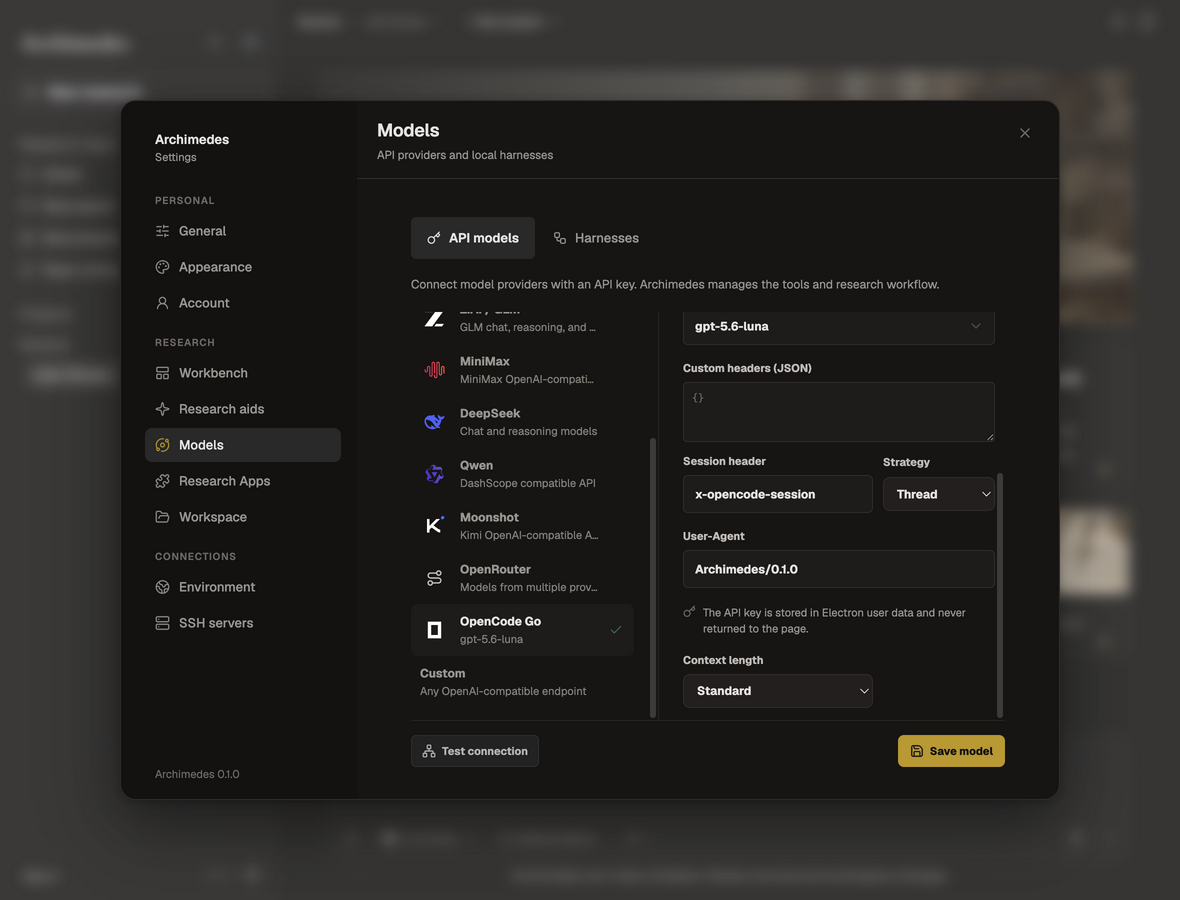 Archimedes
Settings
PERSONAL
General
Appearance
Account
RESEARCH
Workbench
Research aids
Models
Research Apps
Workspace
CONNECTIONS
Environment
SSH servers
Archimedes 0.1.0
Models
API providers and local harnesses
API models
Harnesses
Connect model providers with an API key. Archimedes manages the tools and research workflow.
GLM chat, reasoning, and ...
MiniMax
MiniMax OpenAI-compati...
DeepSeek
Chat and reasoning models
Qwen
DashScope compatible API
Moonshot
Kimi OpenAI-compatible A...
OpenRouter
Models from multiple prov...
OpenCode Go
gpt-5.6-luna
Custom
Any OpenAI-compatible endpoint
gpt-5.6-luna
Custom headers (JSON)
{}
Session header
Strategy
x-opencode-session
Thread
User-Agent
Archimedes/0.1.0
The API key is stored in Electron user data and never
returned to the page.
Context length
Standard
Test connection
Save model